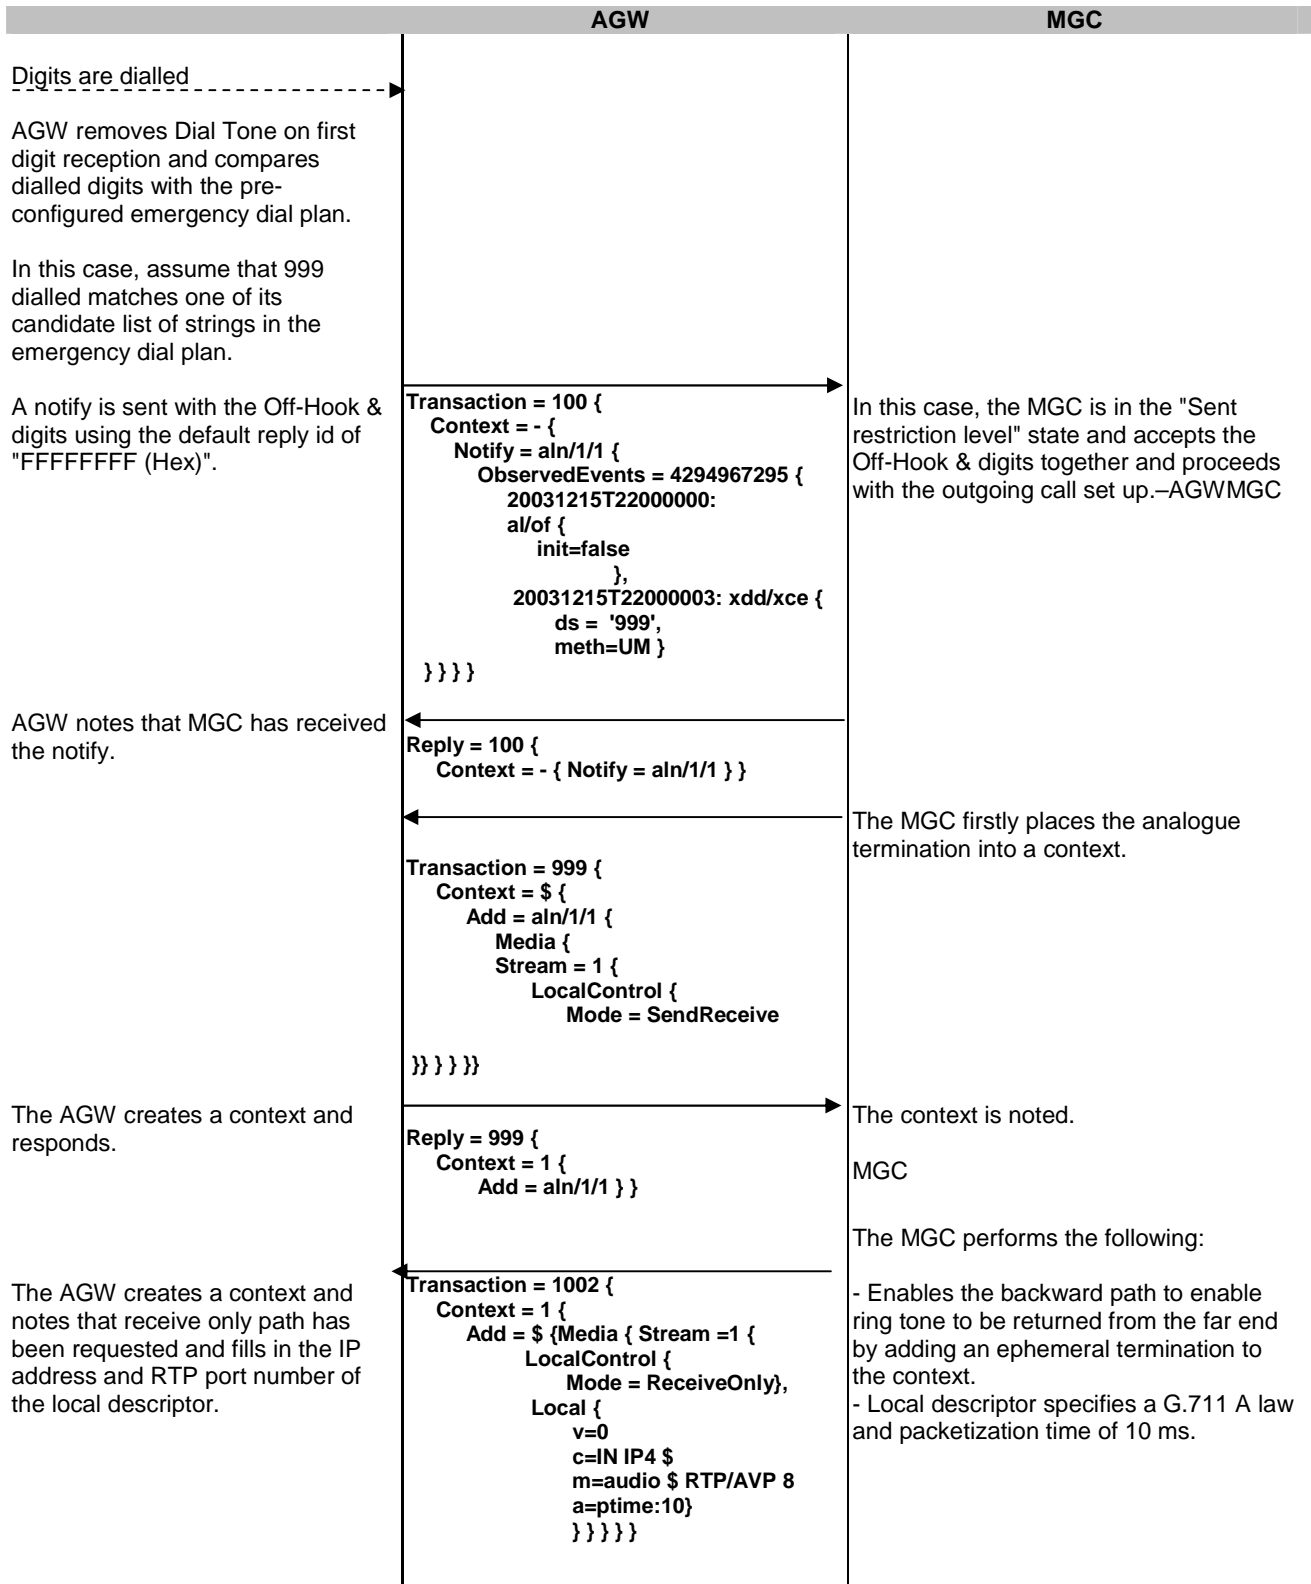 AGW MGC
Digits are dialled
AGW removes Dial Tone on first
digit reception and compares
dialled digits with the pre-
configured emergency dial plan.
In this case, assume that 999
dialled matches one of its
candidate list of strings in the
emergency dial plan.
A notify is sent with the Off-Hook &
digits using the default reply id of
"FFFFFFFF (Hex)".
Transaction = 100 {
Context = - {
Notify = aln/1/1 {
ObservedEvents = 4294967295 {
20031215T22000000:
al/of {
init=false
},
20031215T22000003: xdd/xce {
ds = '999',
meth=UM }
} } } }
In this case, the MGC is in the "Sent
restriction level" state and accepts the
Off-Hook & digits together and proceeds
with the outgoing call set up.–AGWMGC
AGW notes that MGC has received
the notify.
Reply = 100 {
Context = - { Notify = aln/1/1 } }
The MGC firstly places the analogue
termination into a context.
Transaction = 999 {
Context = $ {
Add = aln/1/1 {
Media {
Stream = 1 {
LocalControl {
Mode = SendReceive
}} } } }}
The AGW creates a context and
responds.
Reply = 999 {
Context = 1 {
Add = aln/1/1 } }
The context is noted.
MGC
The MGC performs the following:
The AGW creates a context and
notes that receive only path has
been requested and fills in the IP
address and RTP port number of
the local descriptor.
Transaction = 1002 {
Context = 1 {
Add = $ {Media { Stream =1 {
LocalControl {
Mode = ReceiveOnly},
Local {
v=0
c=IN IP4 $
m=audio $ RTP/AVP 8
a=ptime:10}
} } } } }
- Enables the backward path to enable
ring tone to be returned from the far end
by adding an ephemeral termination to
the context.
- Local descriptor specifies a G.711 A law
and packetization time of 10 ms.